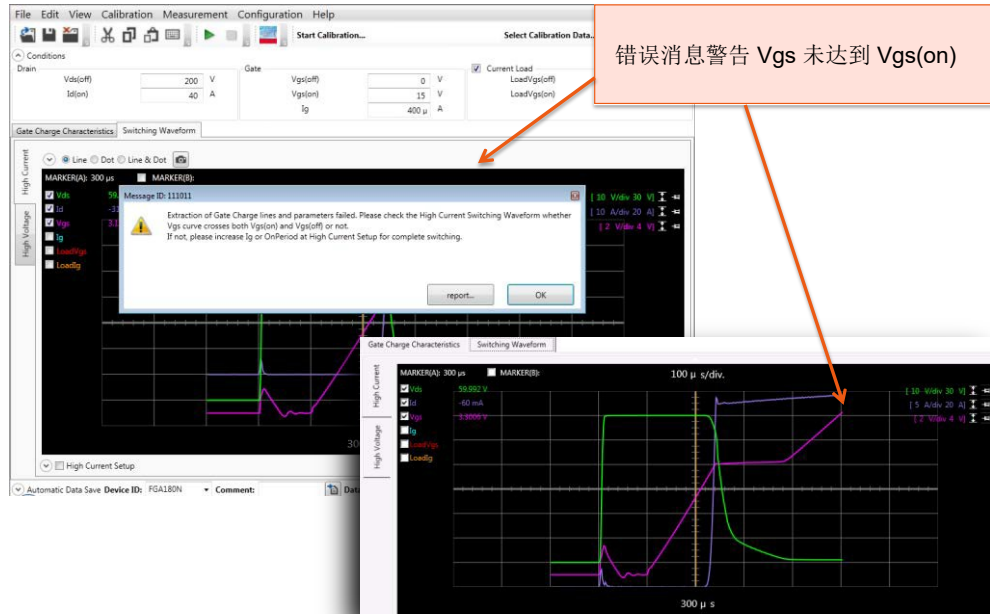 File Edit View Calibration Measurement Configuration Help
Start Calibration... Select Calibration Data..
错误消息警告 Vgs 未达到 Vgs(on)
Conditions
Drain Gate Current Load
Vds(off) 200 V Vgs(off) 0 V LoadVgs(off)
Id(on) 40 A Vgs(on) 15 V LoadVgs(on)
Ig 400 μ A
Gate Charge Characteristics Switching Waveform
High Current
High Voltage
Line Dot Line & Dot
MARKER(A): 300 μs MARKER(B):
Vds 59.
Id -3
Vgs 3.1
Ig
LoadVgs
LoadIg
[ 10 V/div 30 V]
[ 10 A/div 20 A]
[ 2 V/div 4 V]
Message ID: 111011
Extraction of Gate Charge lines and parameters failed. Please check the High Current Switching Waveform whether
Vgs curve crosses both Vgs(on) and Vgs(off) or not.
If not, please increase Ig or OnPeriod at High Current Setup for complete switching.
report... OK
30
High Current Setup
Automatic Data Save Device ID: FGA180N Comment: Data
Gate Charge Characteristics Switching Waveform
High Current
High Voltage
MARKER(A): 300 μs MARKER(B): 100 μ s/div.
Vds 59.992 V [ 10 V/div 30 V]
Id -60 mA [ 5 A/div 20 A]
Vgs 3.9006 V [ 2 V/div 4 V]
Ig
LoadVgs
LoadIg
300 μ s